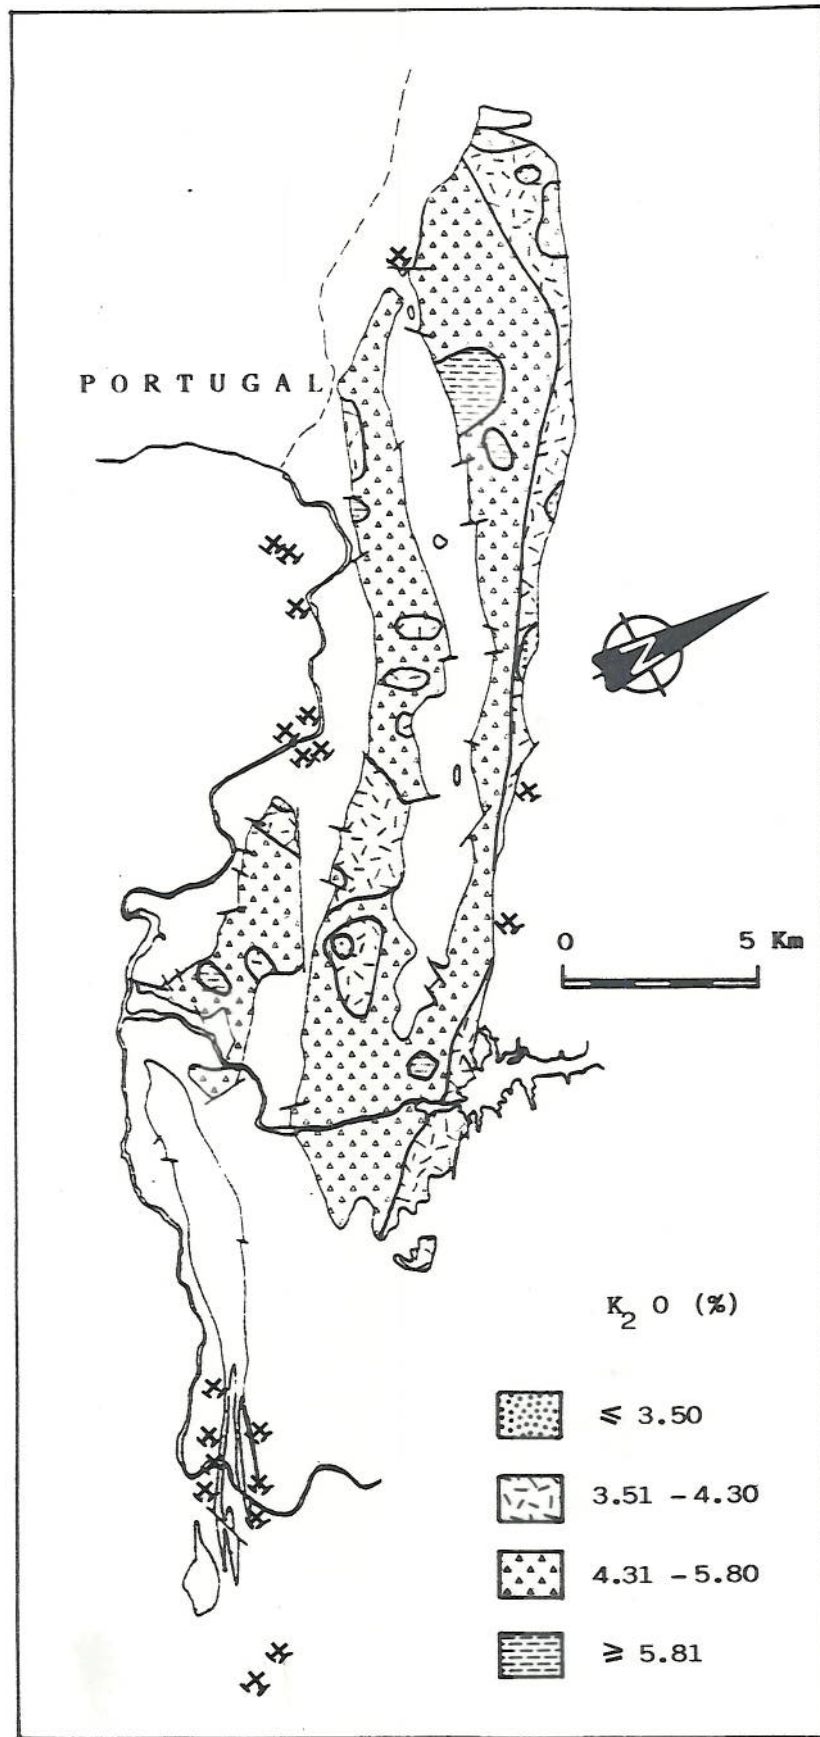 PORTUGAL
N
0 5 Km
K2O (%)
⩽ 3.50
3.51 - 4.30
4.31 - 5.80
⩾ 5.81